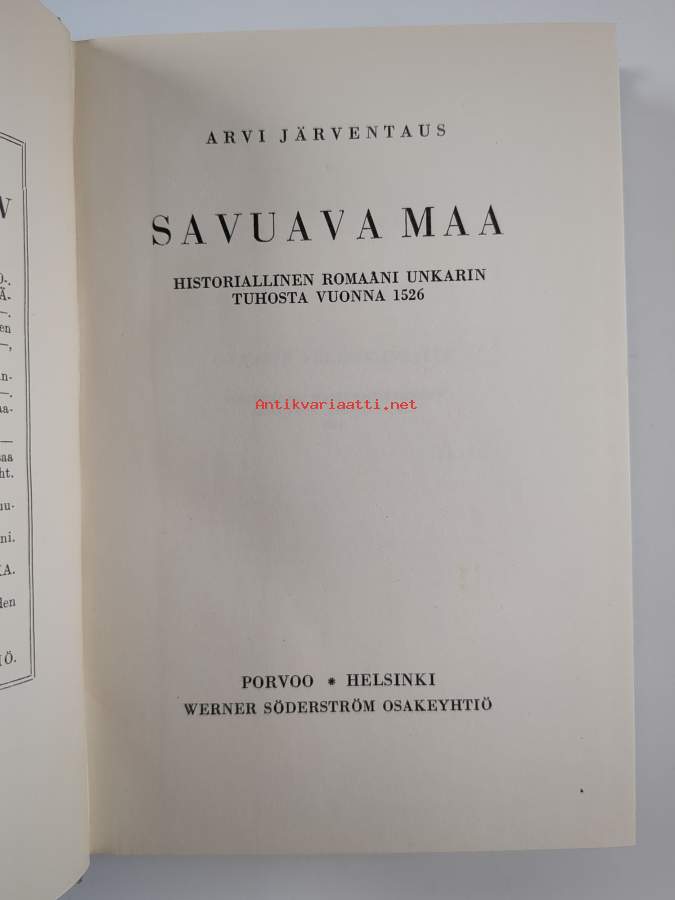 ARVI JÄRVENTAUS
SAVUAVA MAA
HISTORIALLINEN ROMAANI UNKARIN
TUHOSTA VUONNA 1526
Antikvariaatti.net
PORVOO * HELSINKI
WERNER SÖDERSTRÖM OSAKEYHTIÖ